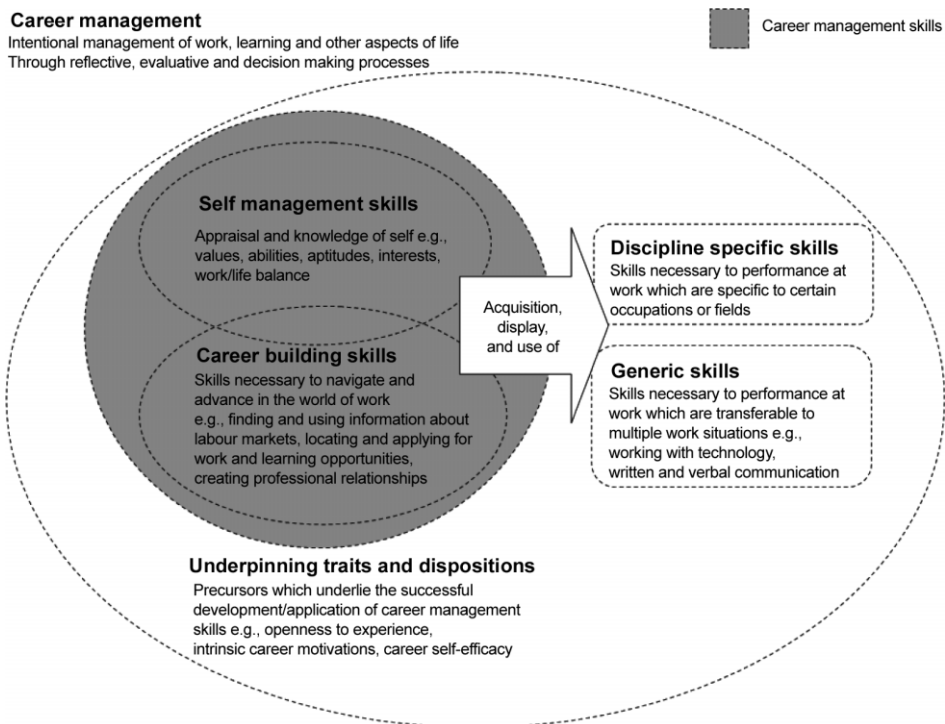 Career management
Intentional management of work, learning and other aspects of life
Through reflective, evaluative and decision making processes
Career management skills
Self management skills
Appraisal and knowledge of self e.g.,
values, abilities, aptitudes, interests,
work/life balance
Career building skills
Skills necessary to navigate and
advance in the world of work
e.g., finding and using information about
labour markets, locating and applying for
work and learning opportunities,
creating professional relationships
Acquisition,
display,
and use of
Discipline specific skills
Skills necessary to performance at
work which are specific to certain
occupations or fields
Generic skills
Skills necessary to performance at
work which are transferable to
multiple work situations e.g.,
working with technology,
written and verbal communication
Underpinning traits and dispositions
Precursors which underlie the successful
development/application of career management
skills e.g., openness to experience,
intrinsic career motivations, career self-efficacy